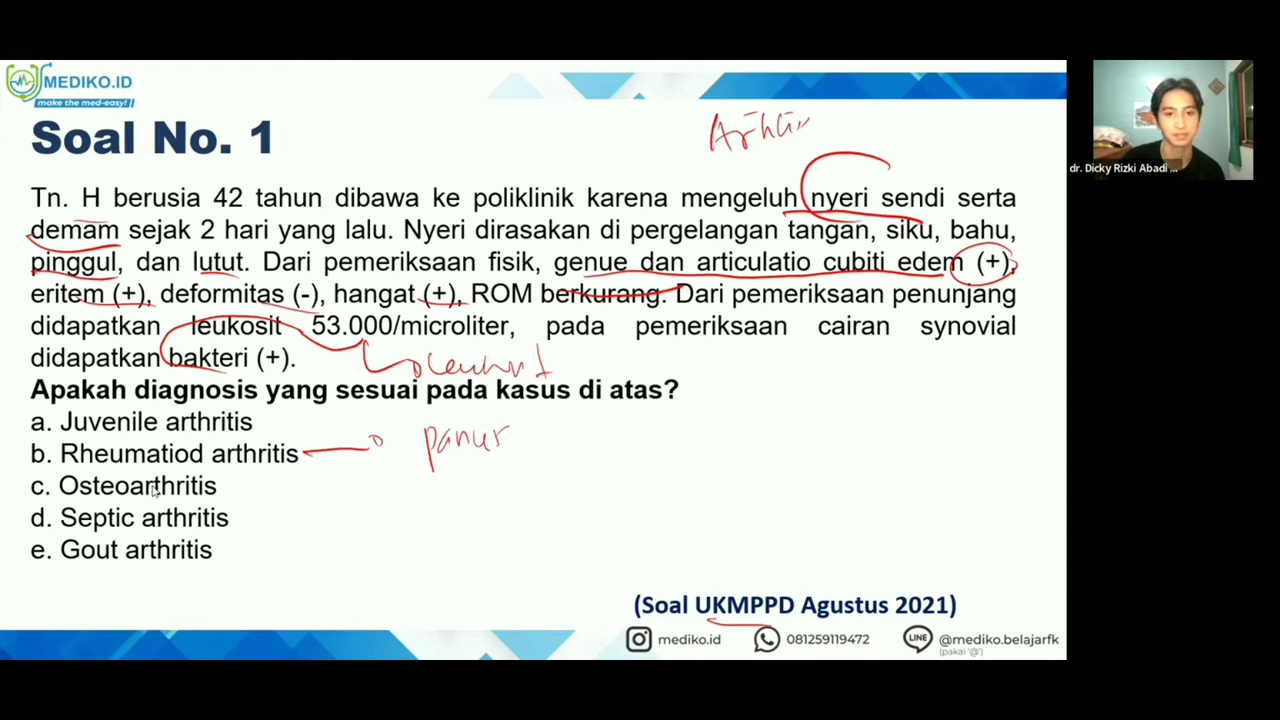 MEDIKO.ID
make the med-easy!
Soal No. 1
Tn. H berusia 42 tahun dibawa ke poliklinik karena mengeluh nyeri sendi serta
demam sejak 2 hari yang lalu. Nyeri dirasakan di pergelangan tangan, siku, bahu,
pinggul, dan lutut. Dari pemeriksaan fisik, genue dan articulatio cubiti edem (+),
eritem (+), deformitas (-), hangat (+), ROM berkurang. Dari pemeriksaan penunjang
didapatkan leukosit 53.000/microliter, pada pemeriksaan cairan synovial
didapatkan bakteri (+).
Apakah diagnosis yang sesuai pada kasus di atas?
a. Juvenile arthritis
b. Rheumatiod arthritis
c. Osteoarthritis
d. Septic arthritis
e. Gout arthritis
(Soal UKMPPD Agustus 2021)
mediko.id
081259119472
LINE
@mediko.belajarfk
(pakai '@')
dr. Dicky Rizki Abadi ...